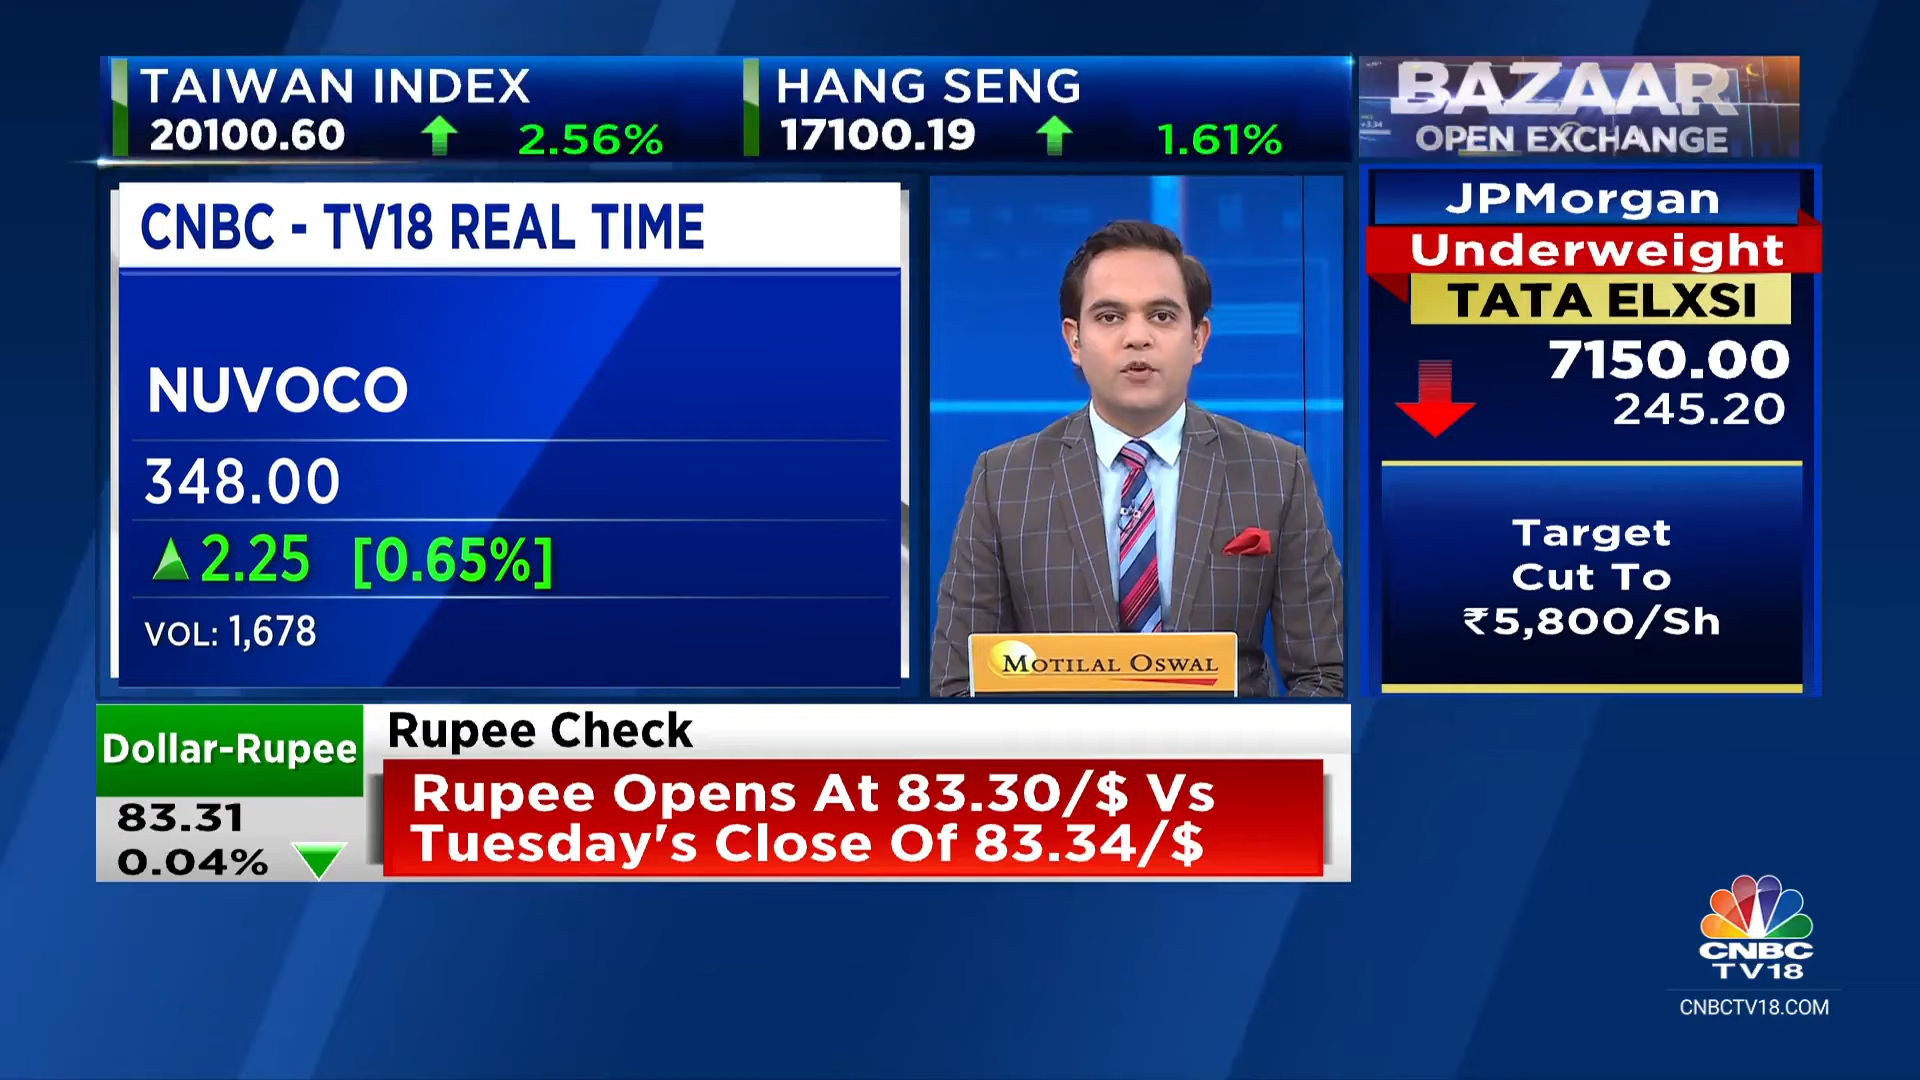 TAIWAN INDEX
20100.60 2.56%
HANG SENG
17100.19 1.61%
BAZAAR
OPEN EXCHANGE
CNBC - TV18 REAL TIME
NUVOCO
348.00
2.25 [0.65%]
VOL: 1,678
MOTILAL OSWAL
JPMorgan
Underweight
TATA ELXSI
7150.00
245.20
Target
Cut To
₹5,800/Sh
Dollar-Rupee
83.31
0.04%
Rupee Check
Rupee Opens At 83.30/$ Vs
Tuesday's Close Of 83.34/$
CNBC
TV18
CNBCTV18.COM